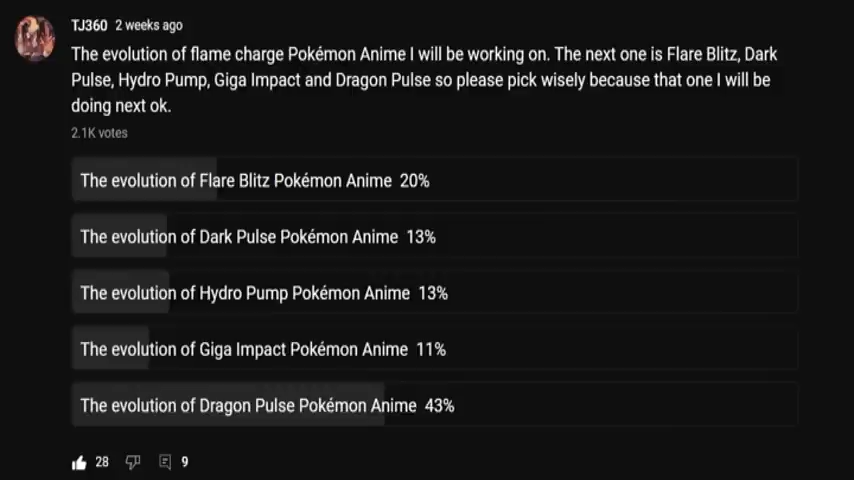 TJ360 2 weeks ago
The evolution of flame charge Pokémon Anime I will be working on. The next one is Flare Blitz, Dark
Pulse, Hydro Pump, Giga Impact and Dragon Pulse so please pick wisely because that one I will be
doing next ok.
2.1K votes
The evolution of Flare Blitz Pokémon Anime 20%
The evolution of Dark Pulse Pokémon Anime 13%
The evolution of Hydro Pump Pokémon Anime 13%
The evolution of Giga Impact Pokémon Anime 11%
The evolution of Dragon Pulse Pokémon Anime 43%
28 9